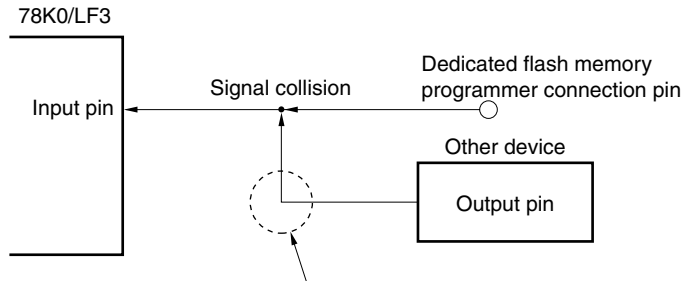 78K0/LF3
Input pin
Signal collision
Dedicated flash memory
programmer connection pin
Other device
Output pin